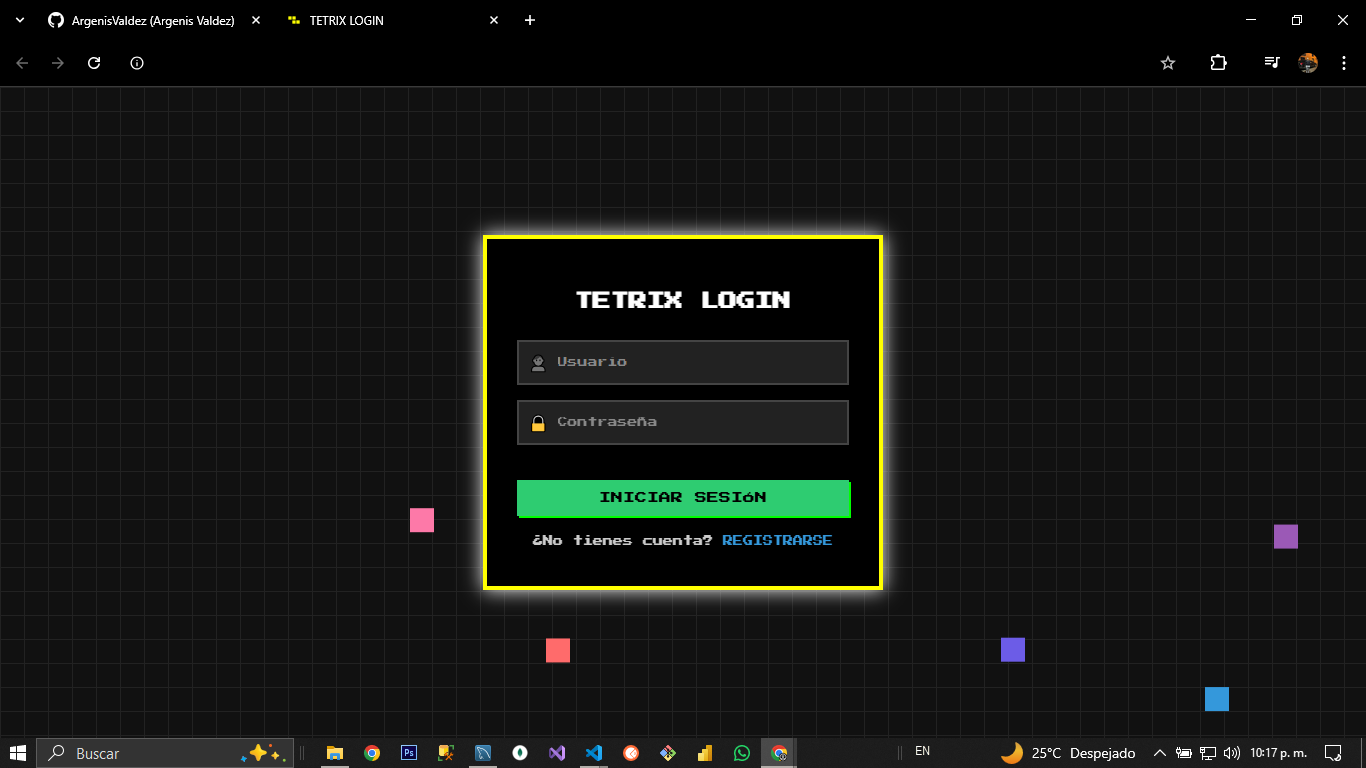 ArgenisValdez (Argenis Valdez)
TETRIX LOGIN
TETRIX LOGIN
Usuario
Contraseña
INICIAR SESIóN
¿No tienes cuenta? REGISTRARSE
Buscar
Ps
EN
25°C Despejado
10:17 p. m.